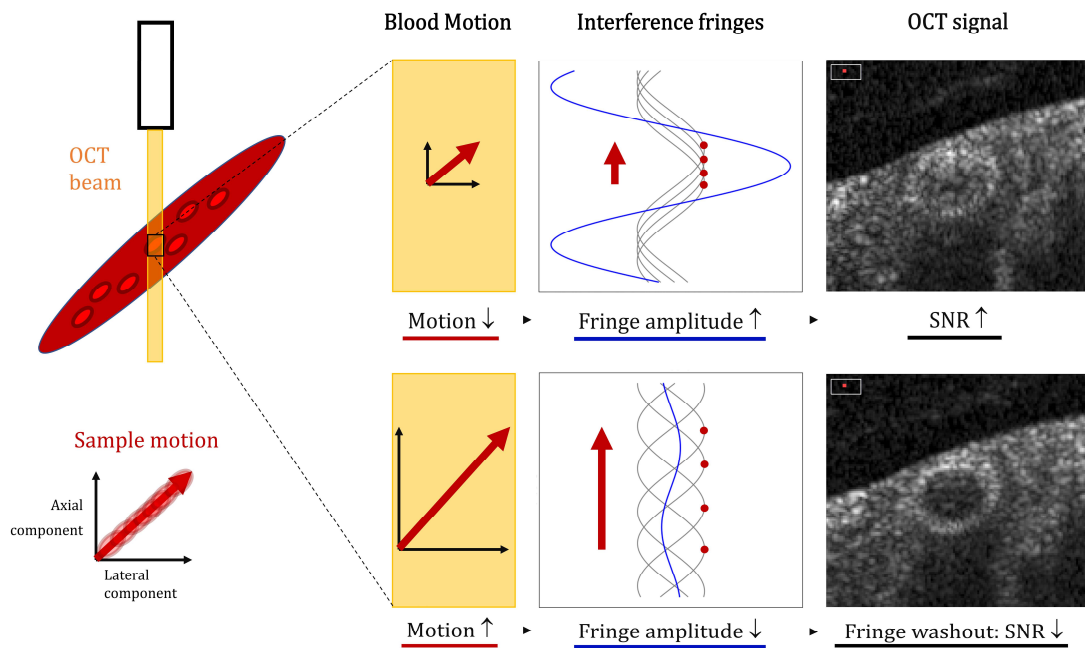 Blood Motion
Interference fringes
OCT signal
OCT
beam
Motion ↓ ► Fringe amplitude ↑ ► SNR ↑
Sample motion
Axial
component
Lateral
component
Motion ↑ ► Fringe amplitude ↓ ► Fringe washout: SNR ↓